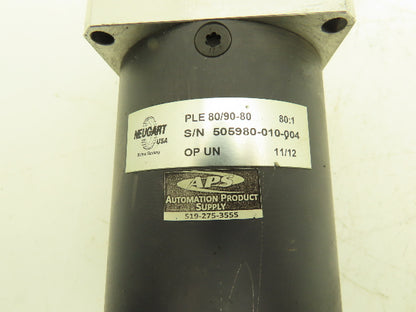 NEUGART
USA
PLE 80/90-80 80:1
S/N 505980-010-004
OP UN 11/12
APS
AUTOMATION PRODUCT
SUPPLY
519-275-3555